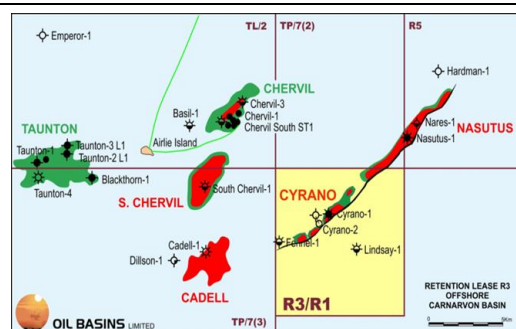 TL/2
TP/7(2)
R5
Emperor-1
Hardman-1
CHERVIL
Chervil-3
Basil-1
Chervil-1
Chervil South ST1
Nares-1
NASUTUS
TAUNTON
Taunton-3 L1
Airlie Island
Nasutus-1
Taunton-1
Taunton-2 L1
Taunton-4
Blackthorn-1
South Chervil-1
CYRANO
S. CHERVIL
Cyrano-1
Cyrano-2
Fennel-1
Cadell-1
Lindsay-1
Dillson-1
CADELL
R3/R1
RETENTION LEASE R3
OFFSHORE
CARNARVON BASIN
OIL BASINS LIMITED
TP/7(3)
0
5Km